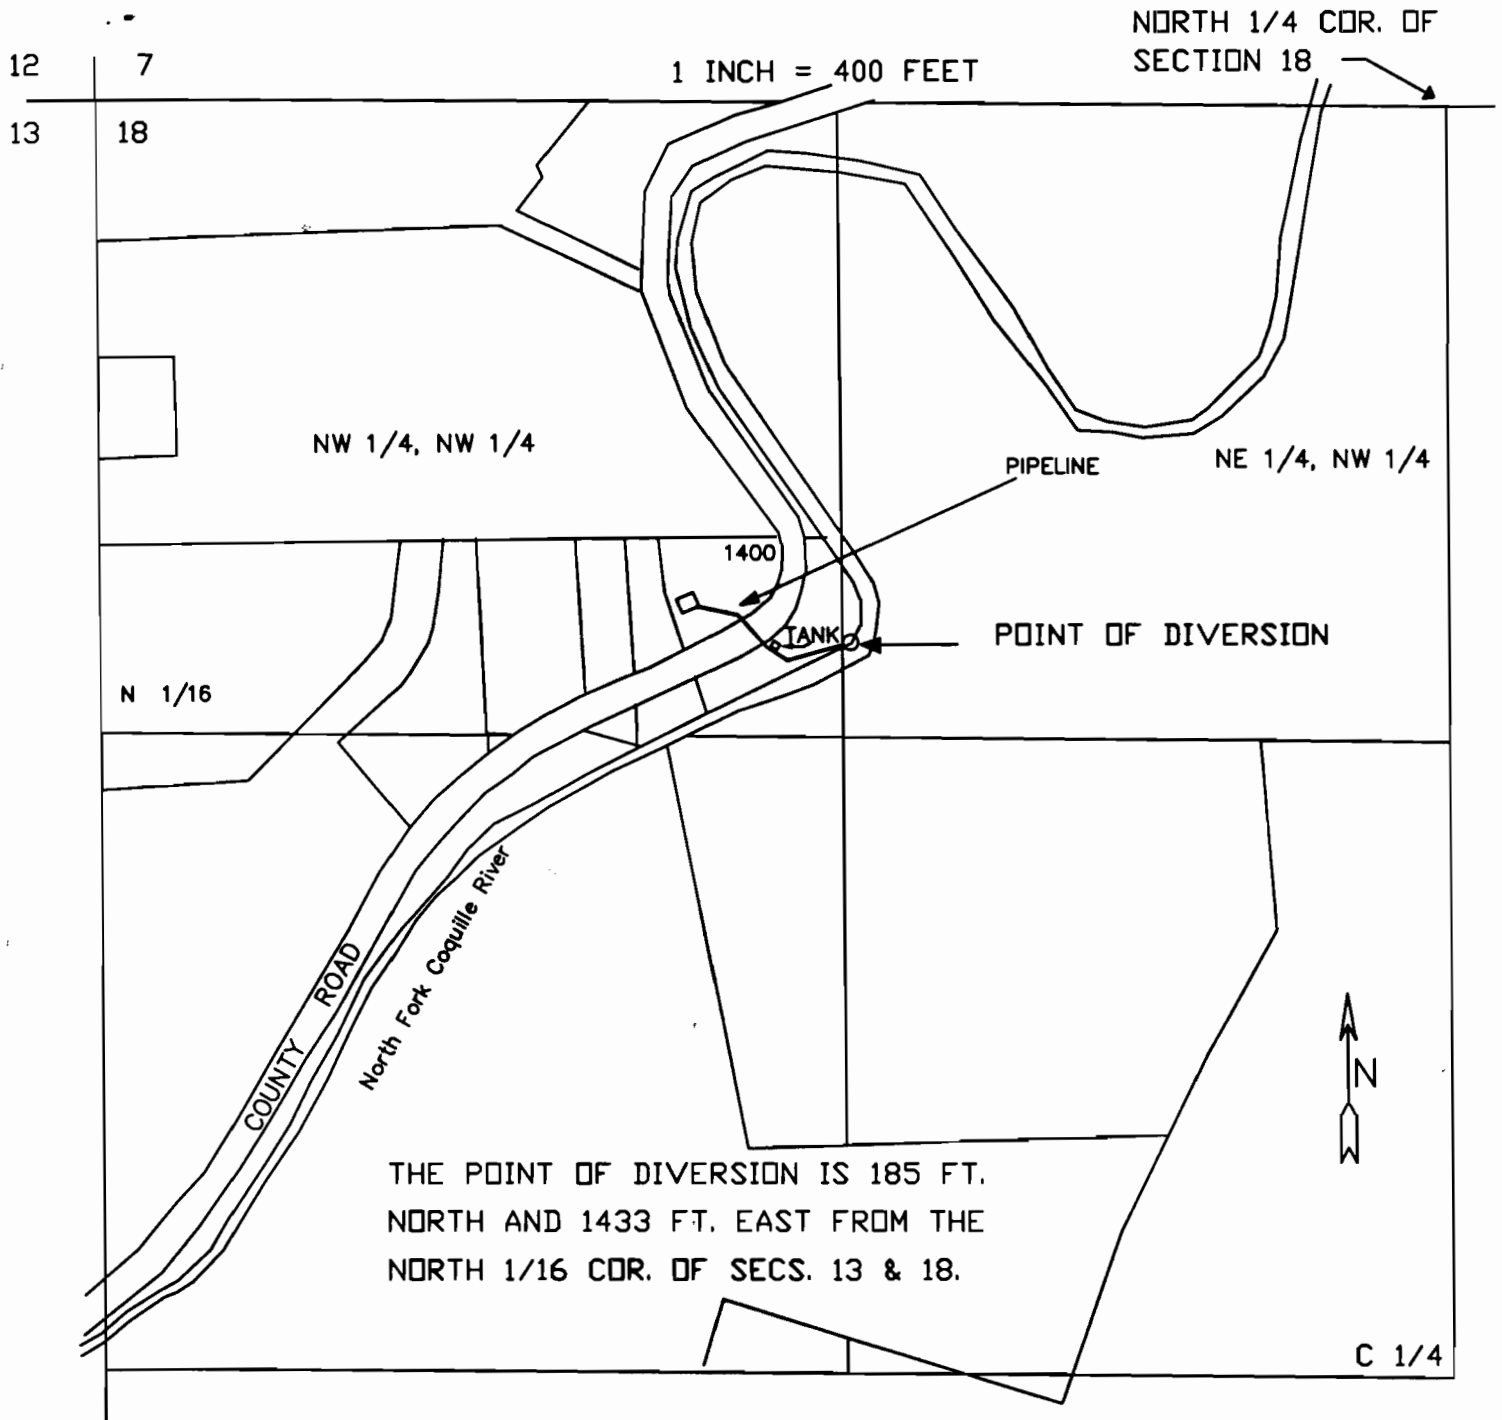 NORTH 1/4 COR. OF
SECTION 18
12
7
1 INCH = 400 FEET
13
18
NW 1/4, NW 1/4
PIPELINE
NE 1/4, NW 1/4
1400
TANK
POINT OF DIVERSION
N 1/16
North Fork Coquille River
COUNTY ROAD
N
THE POINT OF DIVERSION IS 185 FT.
NORTH AND 1433 FT. EAST FROM THE
NORTH 1/16 COR. OF SECS. 13 & 18.
C 1/4